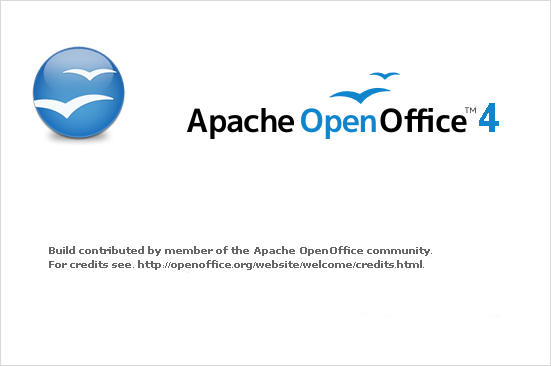 Apache OpenOffice™ 4
Build contributed by member of the Apache OpenOffice community.
For credits see. http://openoffice.org/website/welcome/credits.html.